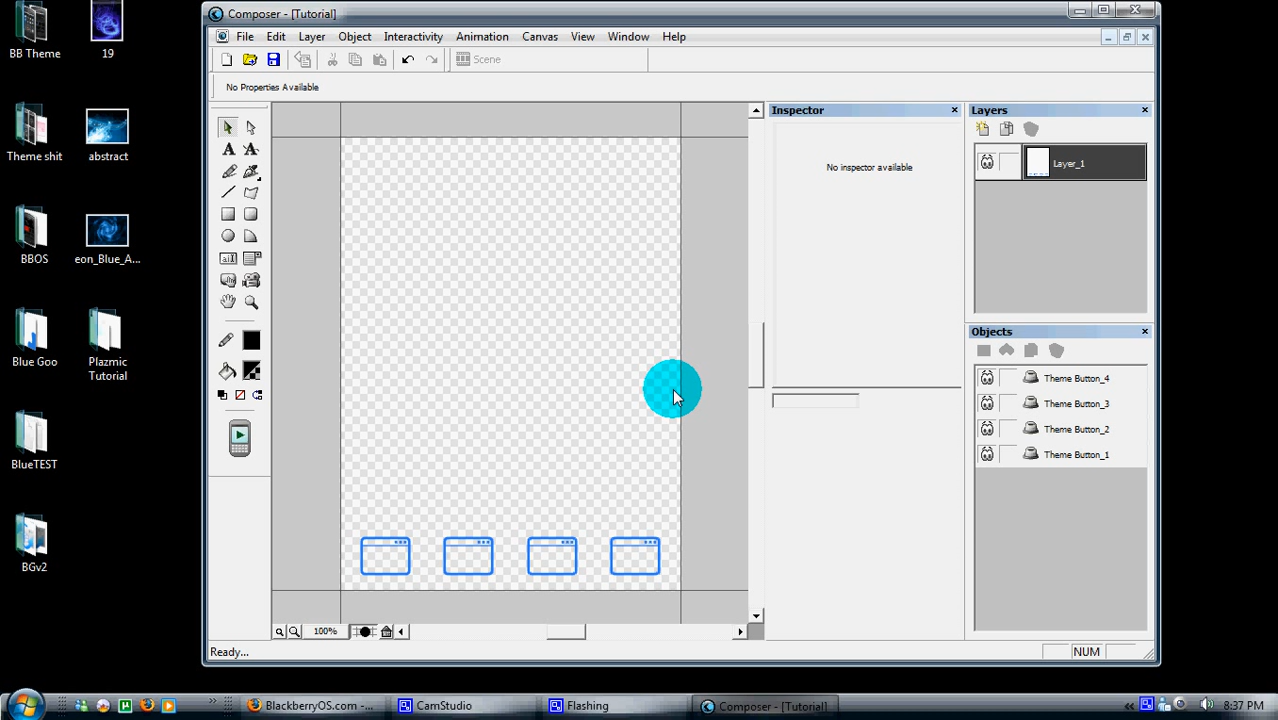 BB Theme
19
Theme shit
abstract
BBOS
eon_Blue_A...
Blue Goo
Plazmic
Tutorial
BlueTEST
BGv2
Composer - [Tutorial]
File Edit Layer Object Interactivity Animation Canvas View Window Help
Scene
No Properties Available
Inspector
No inspector available
Layers
Layer_1
Objects
Theme Button_4
Theme Button_3
Theme Button_2
Theme Button_1
100%
Ready...
NUM
BlackberryOS.com -...
CamStudio
Flashing
Composer - [Tutorial]
8:37 PM